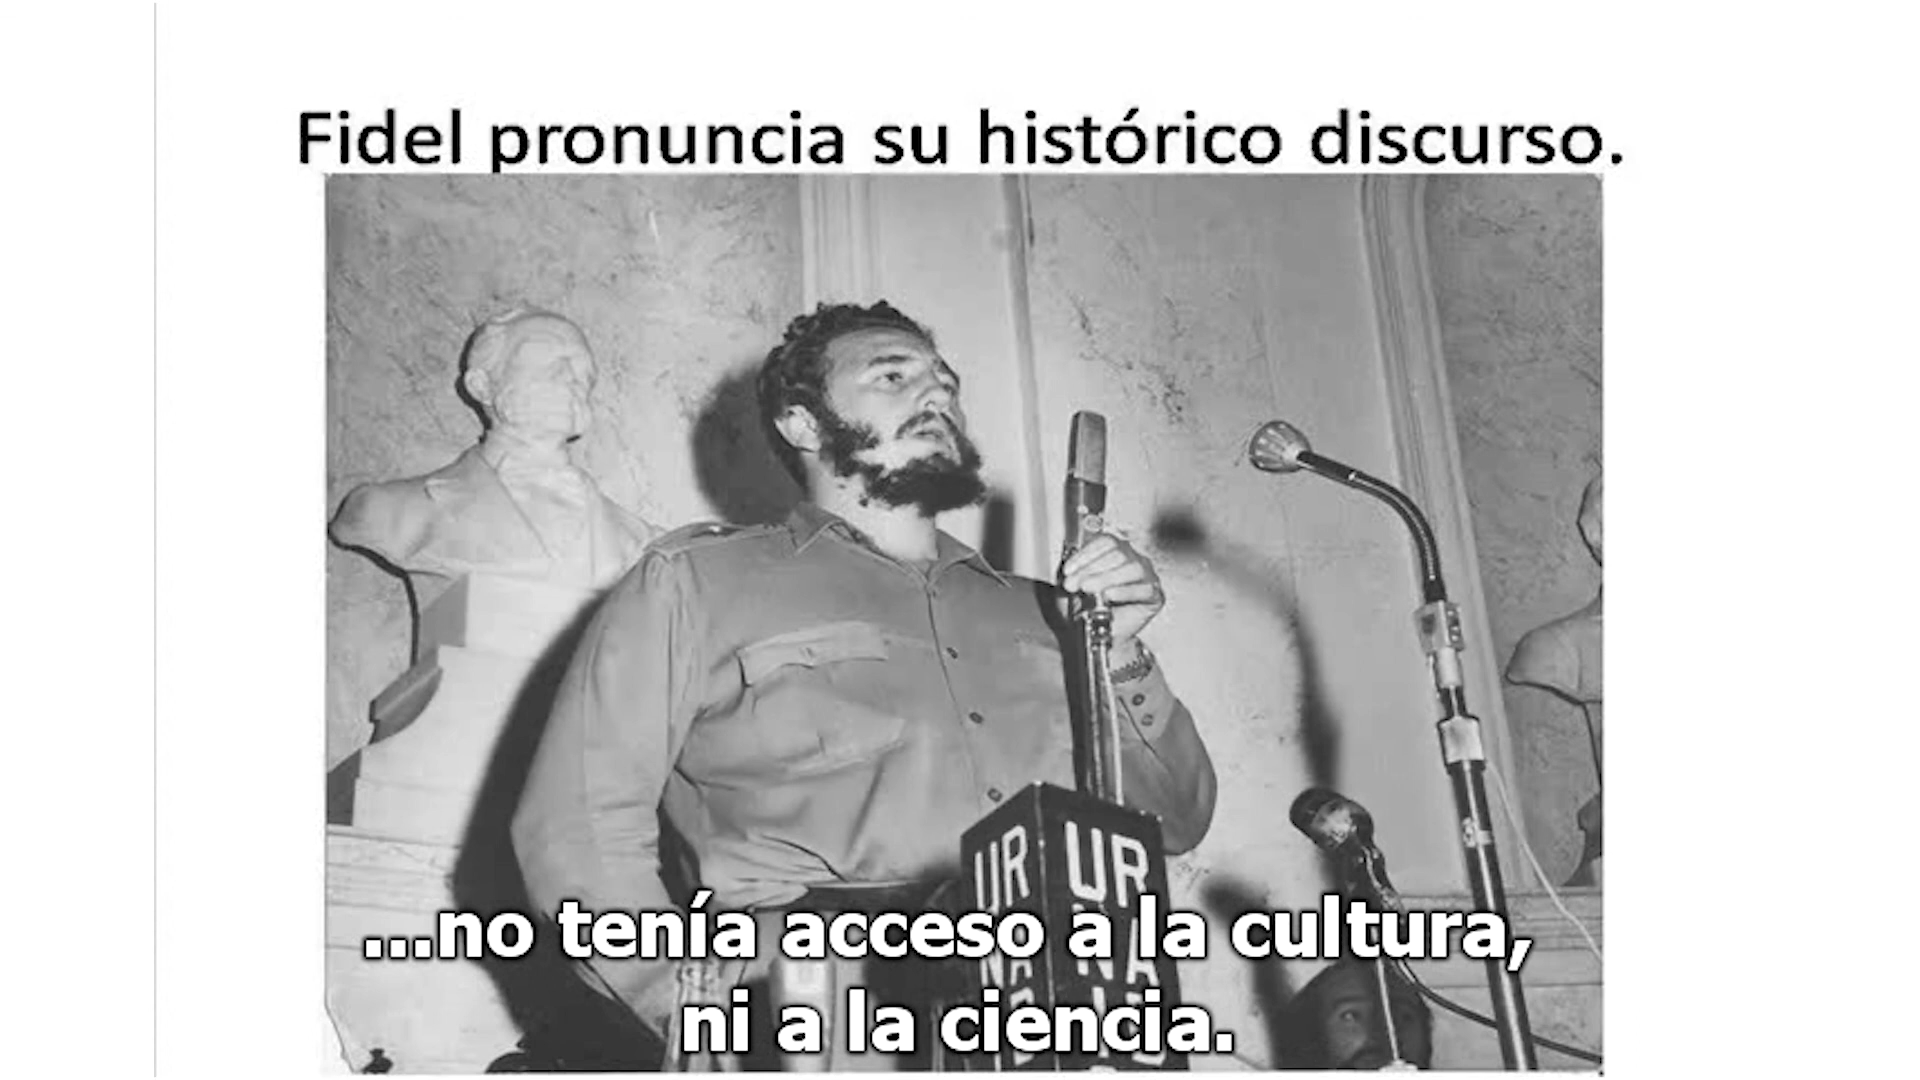 Fidel pronuncia su histórico discurso.
UR
UR
...no tenía acceso a la cultura,
ni a la ciencia.